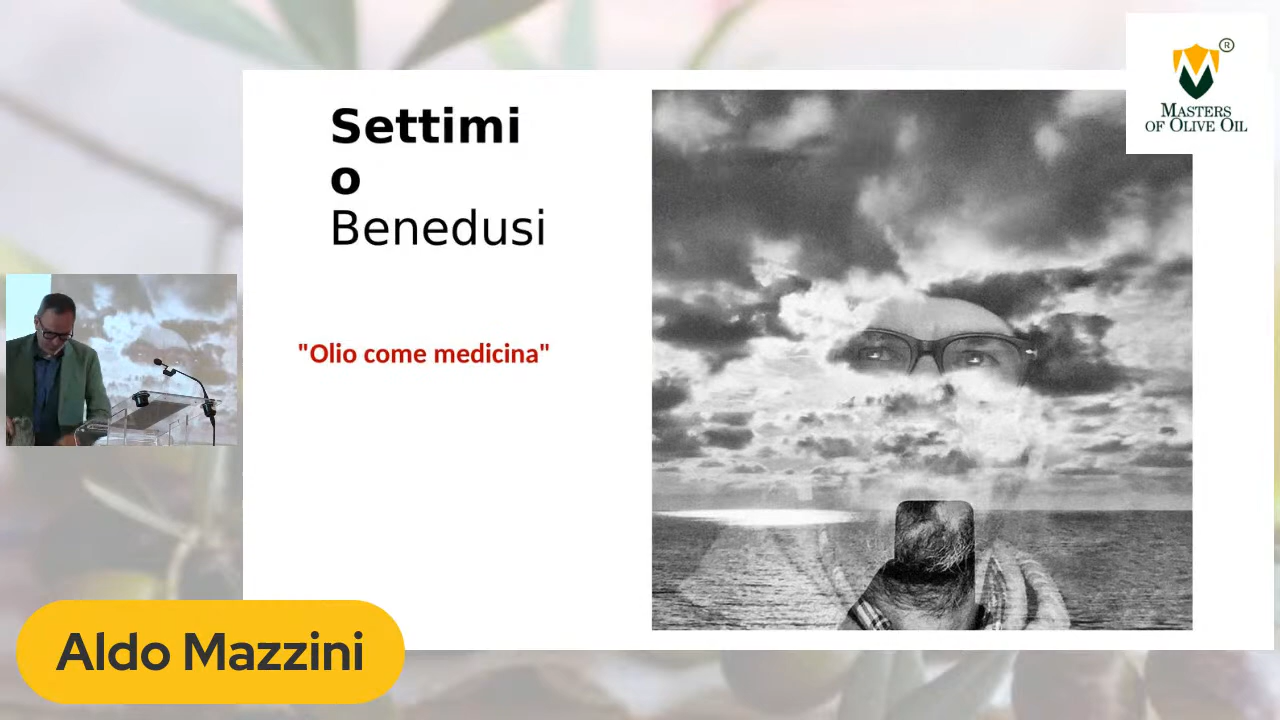 Settimi
o
Benedusi
"Olio come medicina"
®
MASTERS
OF OLIVE OIL
Aldo Mazzini